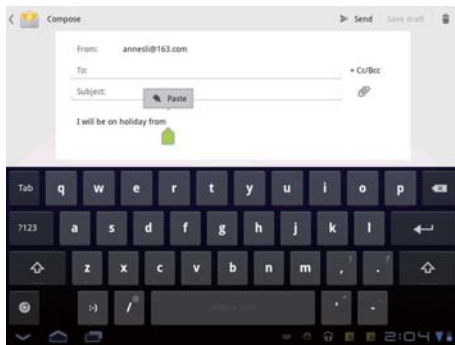 Compose
Send
Save draft
From: annesli@163.com
To:
+ Cc/Bcc
Subject:
Paste
I will be on holiday from
Tab q w e r t y u i o p
?123 a s d f g h j k l
z x c v b n m , ! . ?
:-) / @ ' " -
2:04